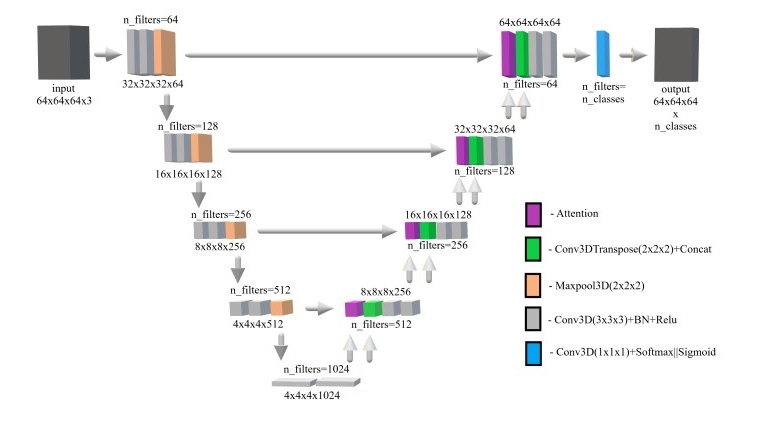 n_filters=64
64x64x64x64
input
64x64x64x3
32x32x32x64
n_filters=64
n_filters=
n_classes
output
64x64x64
x
n_classes
n_filters=128
16x16x16x128
32x32x32x64
n_filters=128
n_filters=256
8x8x8x256
16x16x16x128
n_filters=256
- Attention
- Conv3DTranspose(2x2x2)+Concat
- Maxpool3D(2x2x2)
- Conv3D(3x3x3)+BN+Relu
- Conv3D(1x1x1)+Softmax||Sigmoid
n_filters=512
4x4x4x512
8x8x8x256
n_filters=512
n_filters=1024
4x4x4x1024